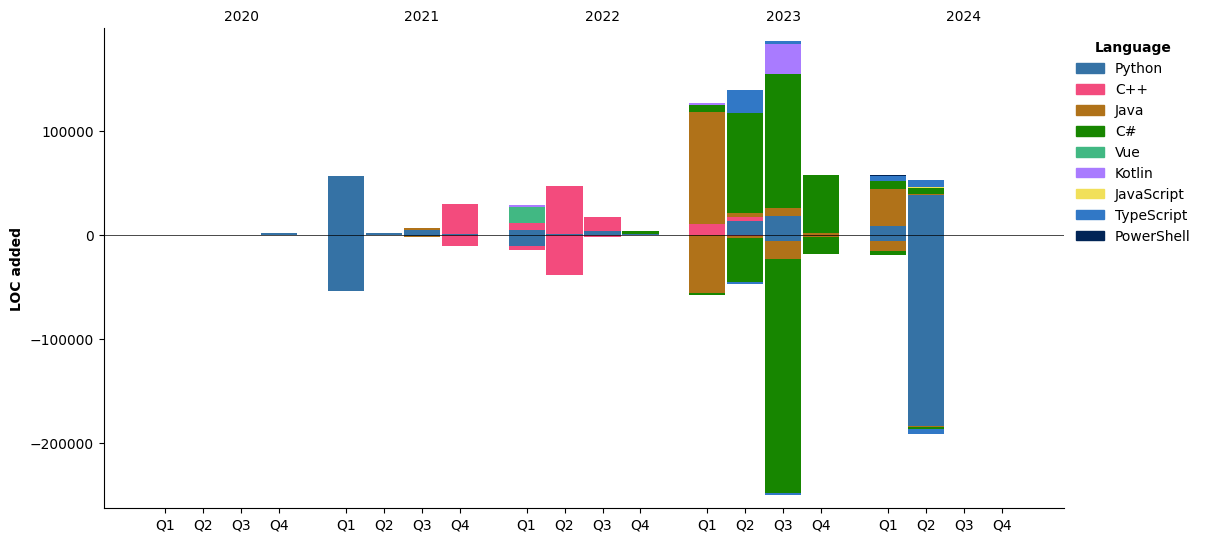 2020 2021 2022 2023 2024
Language
Python
C++
Java
C#
Vue
Kotlin
JavaScript
TypeScript
PowerShell
LOC added
100000
0
−100000
−200000
Q1 Q2 Q3 Q4 Q1 Q2 Q3 Q4 Q1 Q2 Q3 Q4 Q1 Q2 Q3 Q4 Q1 Q2 Q3 Q4